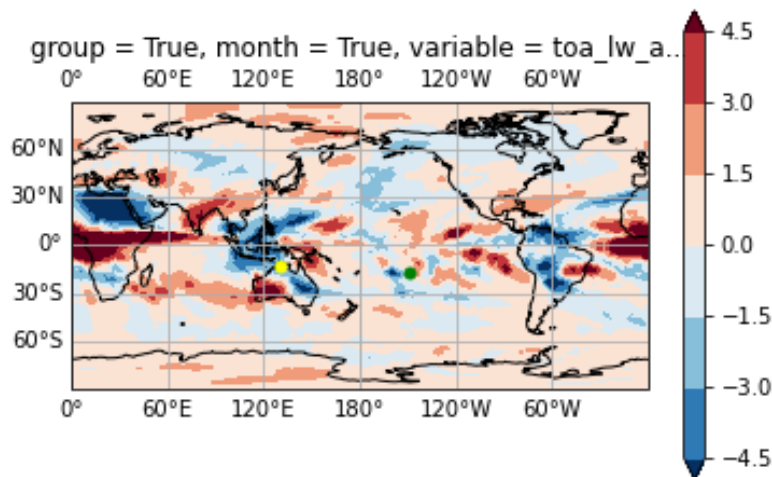 group = True, month = True, variable = toa_lw_a...
0° 60°E 120°E 180° 120°W 60°W
60°N
30°N
0°
30°S
60°S
0° 60°E 120°E 180° 120°W 60°W
4.5
3.0
1.5
0.0
−1.5
−3.0
−4.5